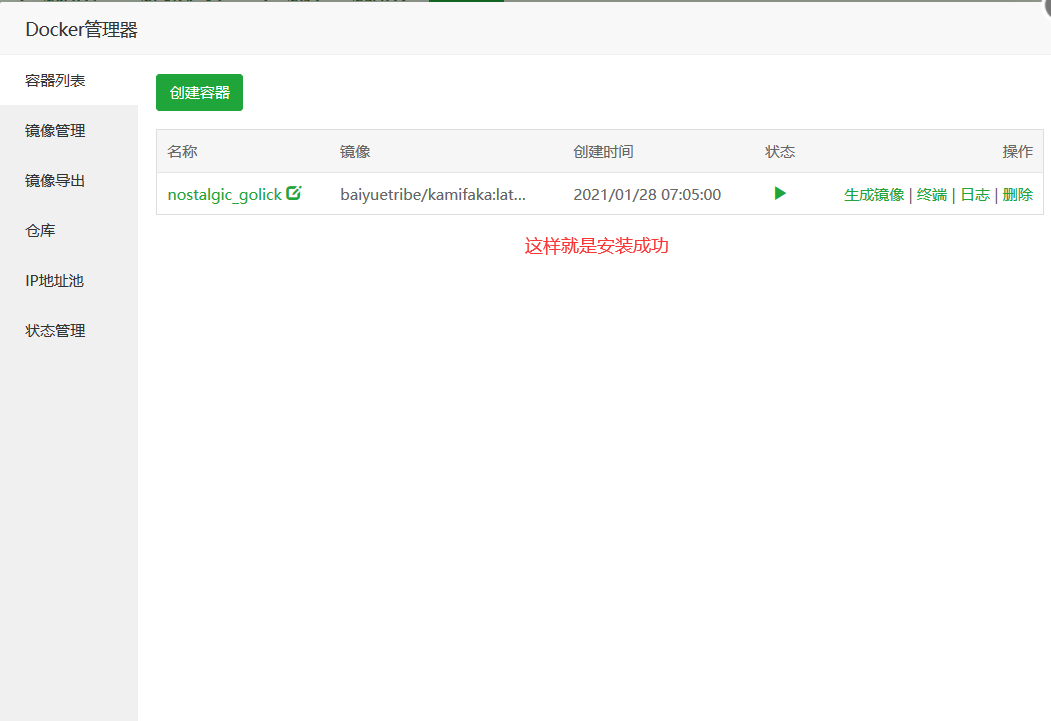 Docker管理器
容器列表
镜像管理
镜像导出
仓库
IP地址池
状态管理
创建容器
名称 镜像 创建时间 状态 操作
nostalgic_golick baiyuetribe/kamifaka:lat... 2021/01/28 07:05:00 生成镜像 | 终端 | 日志 | 删除
这样就是安装成功